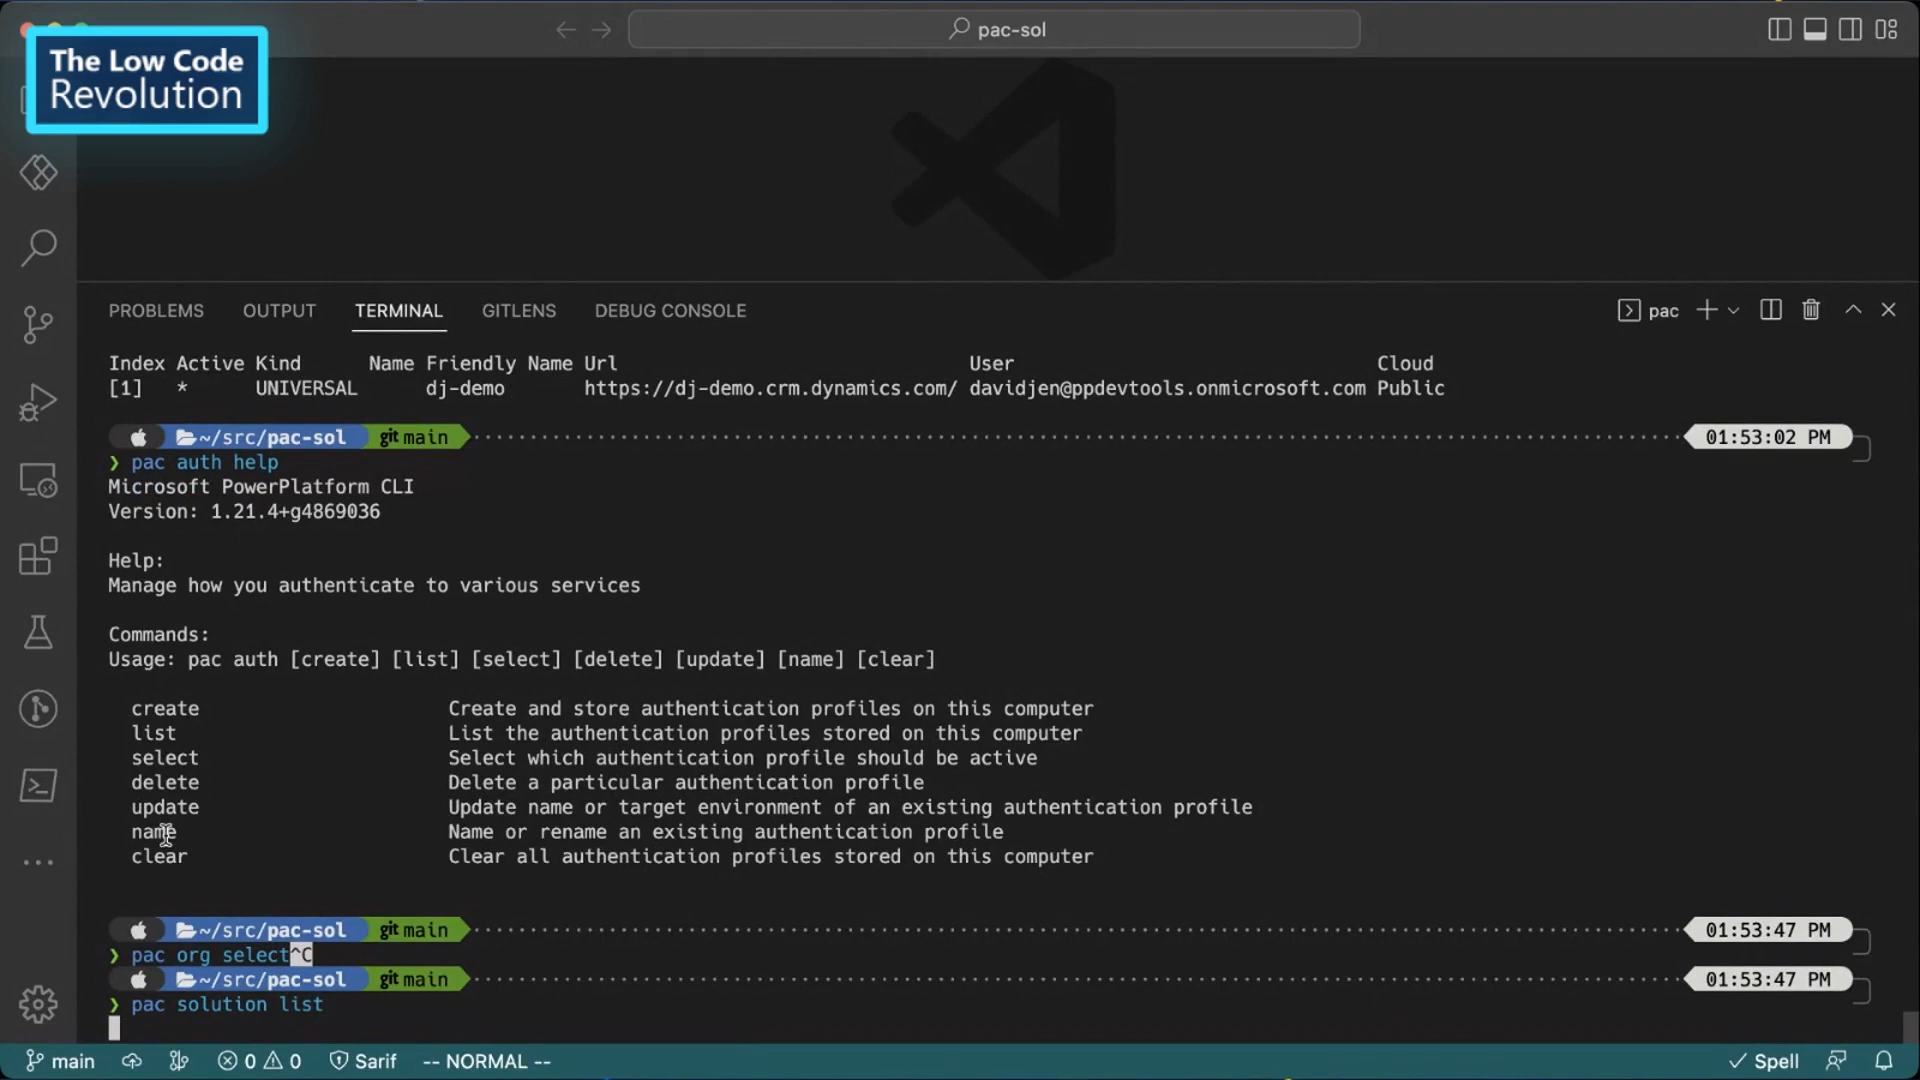 pac-sol
The Low Code
Revolution
PROBLEMS OUTPUT TERMINAL GITLENS DEBUG CONSOLE pac
Index Active Kind Name Friendly Name Url User Cloud
[1] * UNIVERSAL dj-demo https://dj-demo.crm.dynamics.com/ davidjen@ppdevtools.onmicrosoft.com Public
~/src/pac-sol git main 01:53:02 PM
❯ pac auth help
Microsoft PowerPlatform CLI
Version: 1.21.4+g4869036
Help:
Manage how you authenticate to various services
Commands:
Usage: pac auth [create] [list] [select] [delete] [update] [name] [clear]
create Create and store authentication profiles on this computer
list List the authentication profiles stored on this computer
select Select which authentication profile should be active
delete Delete a particular authentication profile
update Update name or target environment of an existing authentication profile
name Name or rename an existing authentication profile
clear Clear all authentication profiles stored on this computer
~/src/pac-sol git main 01:53:47 PM
❯ pac org select^C
~/src/pac-sol git main 01:53:47 PM
❯ pac solution list
main 0 0 Sarif -- NORMAL -- Spell